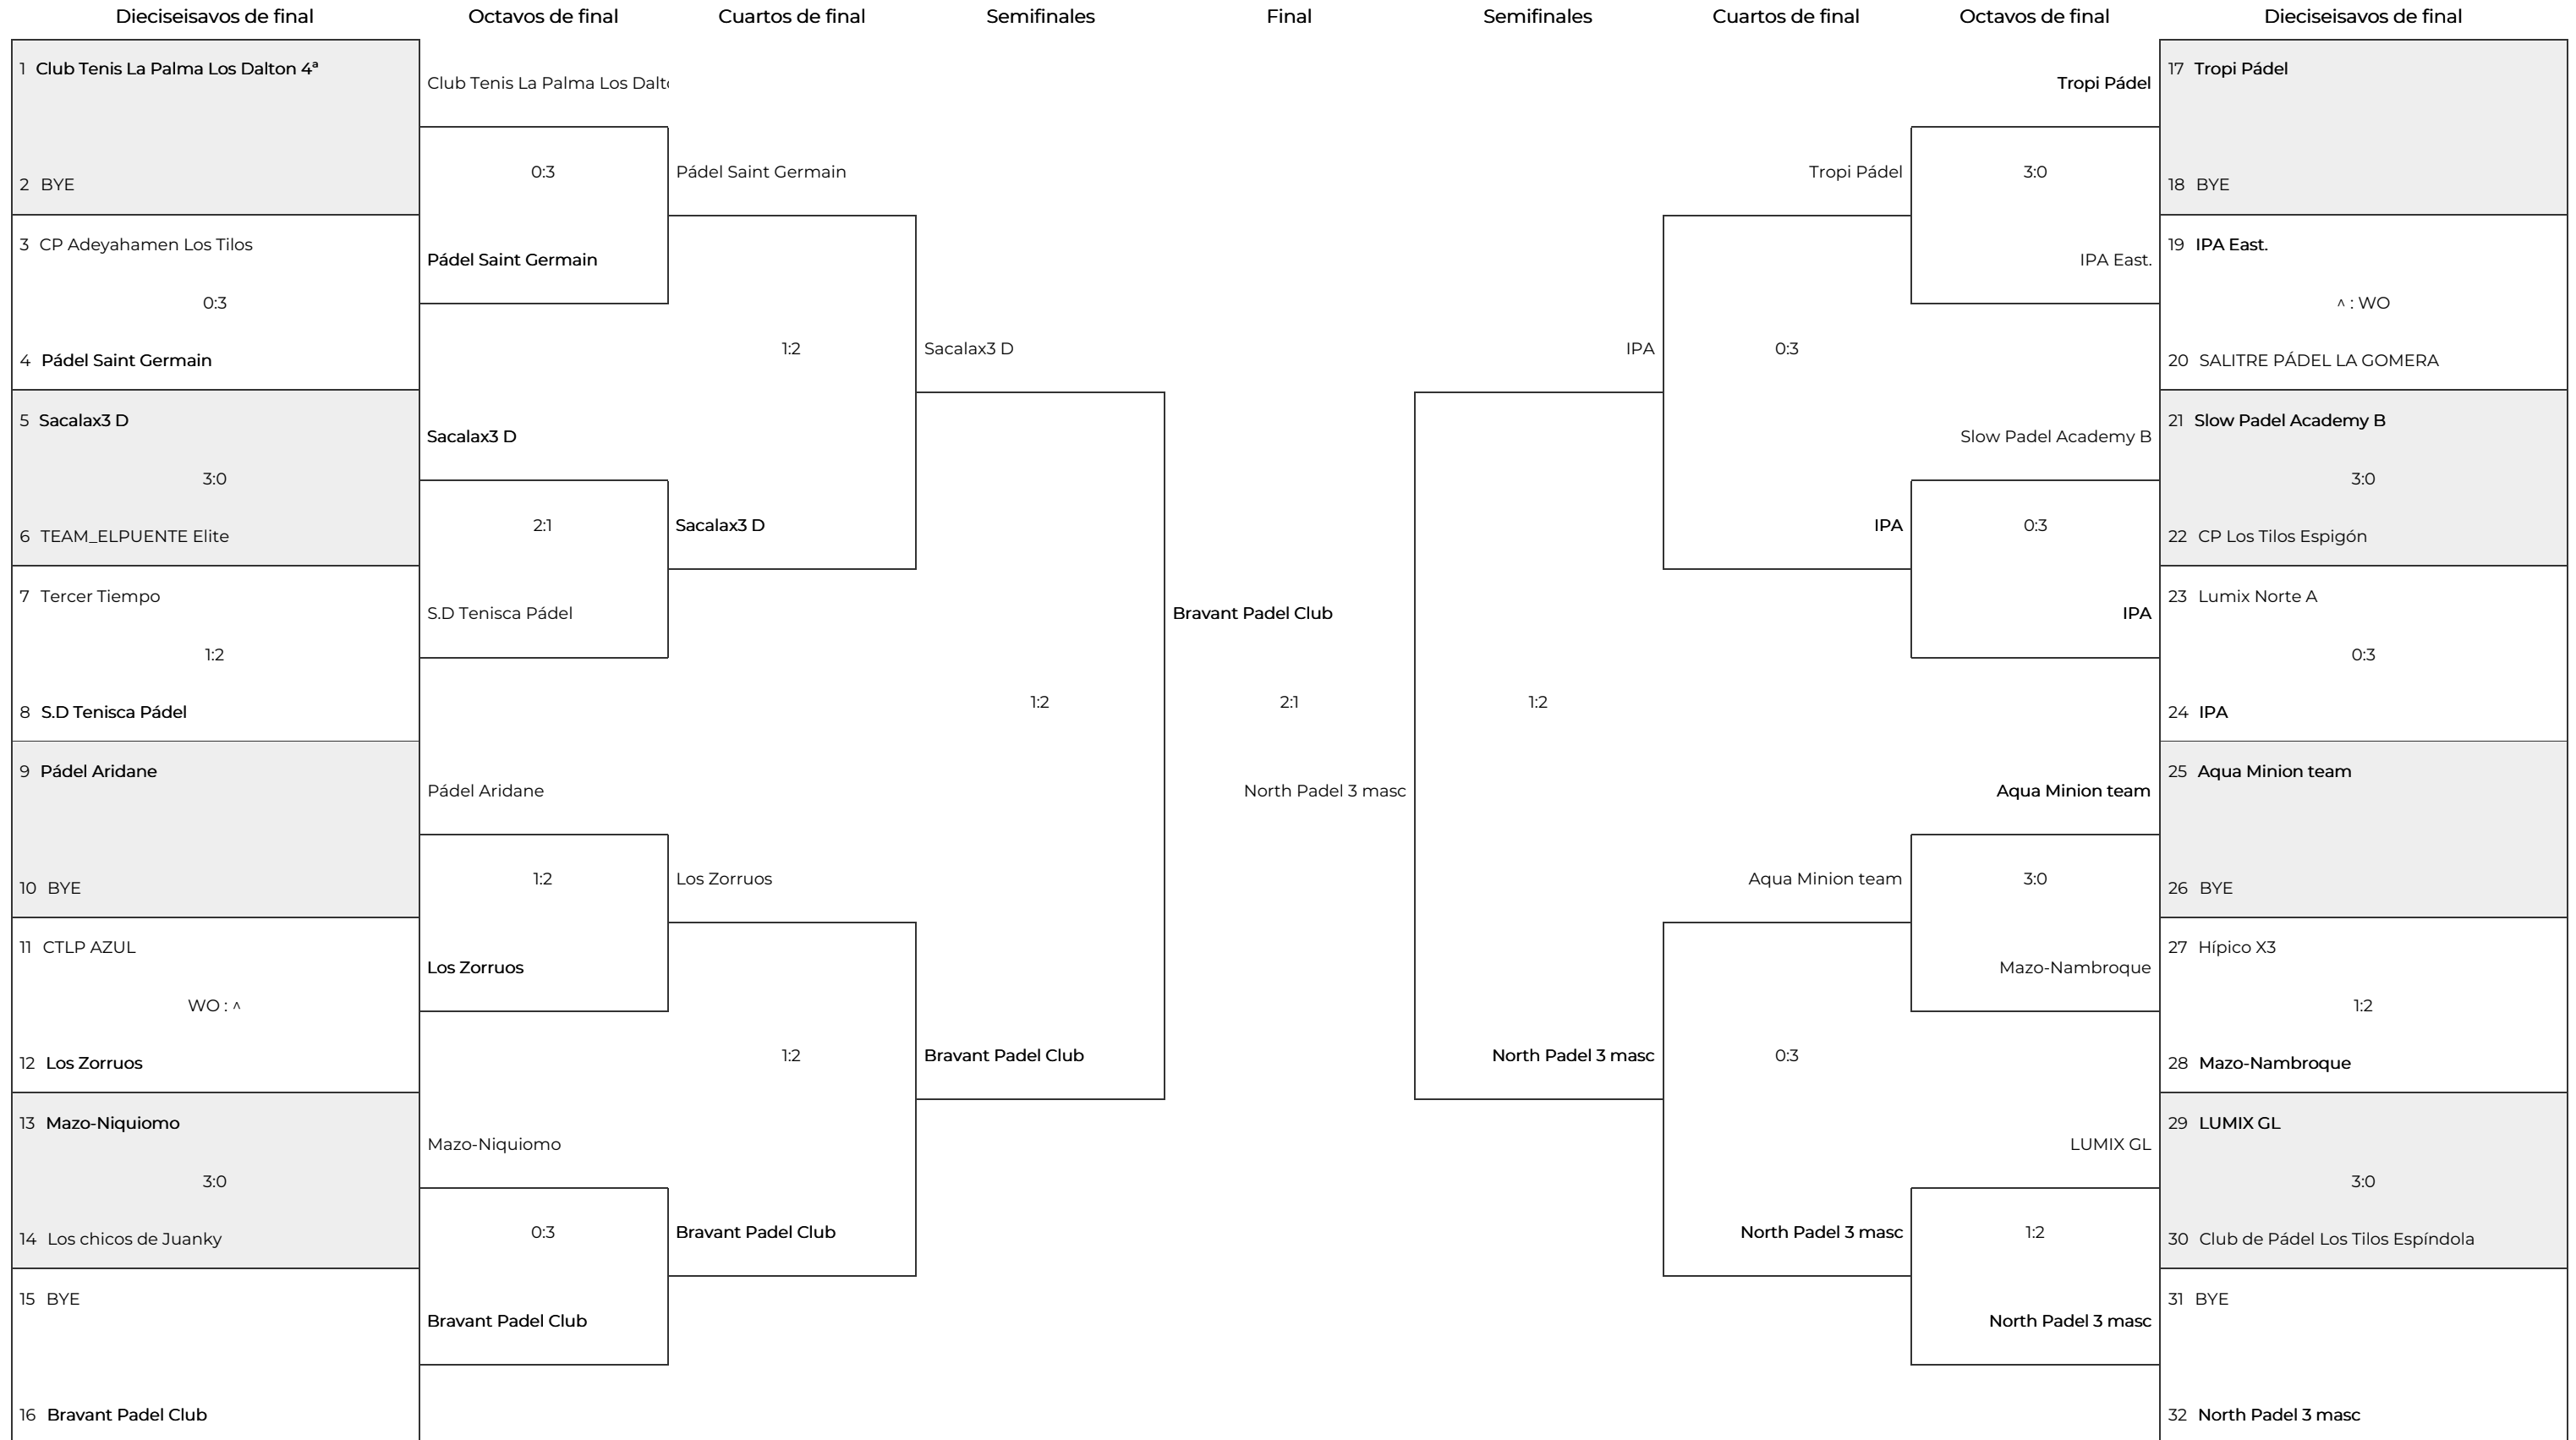 Dieciseisavos de final Octavos de final Cuartos de final Semifinales Final Semifinales Cuartos de final Octavos de final Dieciseisavos de final
1 Club Tenis La Palma Los Dalton 4ª
2 BYE
3 CP Adeyahamen Los Tilos
0:3
4 Pádel Saint Germain
5 Sacalax3 D
3:0
6 TEAM_ELPUENTE Elite
7 Tercer Tiempo
1:2
8 S.D Tenisca Pádel
9 Pádel Aridane
10 BYE
11 CTLP AZUL
WO : ^
12 Los Zorruos
13 Mazo-Niquiomo
3:0
14 Los chicos de Juanky
15 BYE
16 Bravant Padel Club
Club Tenis La Palma Los Dalt
0:3
Pádel Saint Germain
Sacalax3 D
2:1
S.D Tenisca Pádel
Pádel Aridane
1:2
Los Zorruos
Mazo-Niquiomo
0:3
Bravant Padel Club
Pádel Saint Germain
1:2
Sacalax3 D
Los Zorruos
1:2
Bravant Padel Club
Sacalax3 D
1:2
Bravant Padel Club
Bravant Padel Club
2:1
North Padel 3 masc
IPA
1:2
North Padel 3 masc
Tropi Pádel
0:3
IPA
Aqua Minion team
0:3
North Padel 3 masc
Tropi Pádel
3:0
IPA East.
Slow Padel Academy B
0:3
IPA
Aqua Minion team
3:0
Mazo-Nambroque
LUMIX GL
1:2
North Padel 3 masc
17 Tropi Pádel
18 BYE
19 IPA East.
^ : WO
20 SALITRE PÁDEL LA GOMERA
21 Slow Padel Academy B
3:0
22 CP Los Tilos Espigón
23 Lumix Norte A
0:3
24 IPA
25 Aqua Minion team
26 BYE
27 Hípico X3
1:2
28 Mazo-Nambroque
29 LUMIX GL
3:0
30 Club de Pádel Los Tilos Espíndola
31 BYE
32 North Padel 3 masc